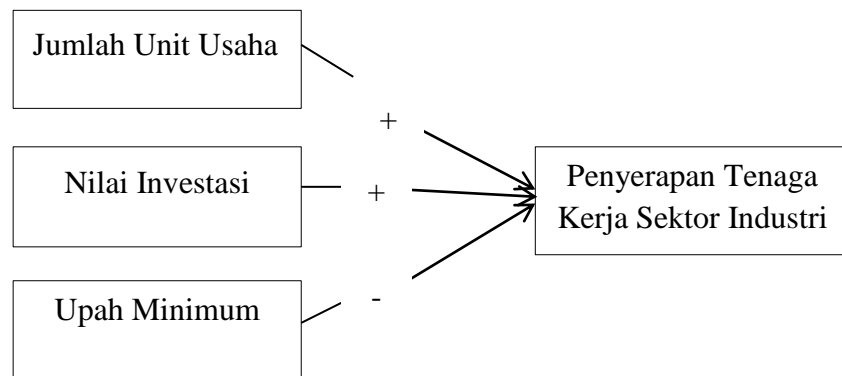 Jumlah Unit Usaha
+
Nilai Investasi
+
Penyerapan Tenaga
Kerja Sektor Industri
Upah Minimum
-